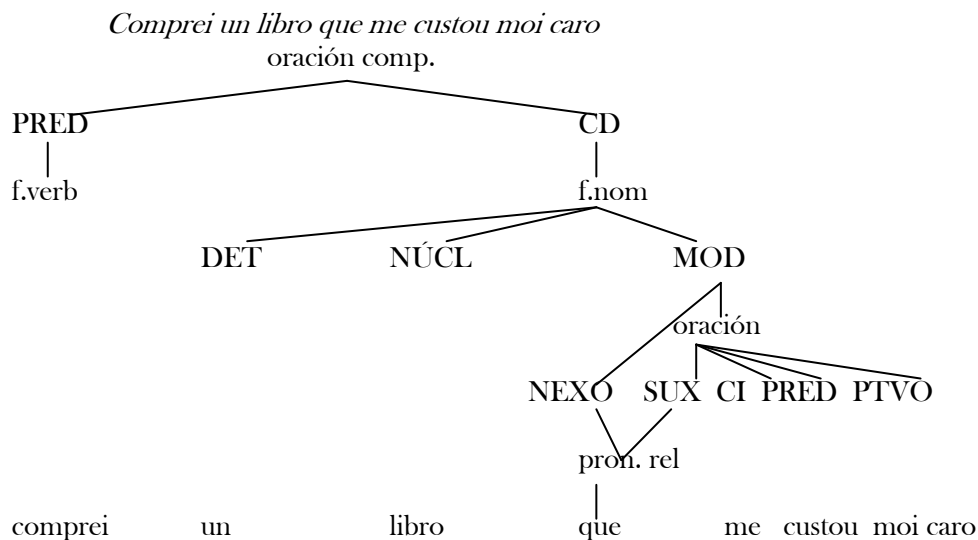 Comprei un libro que me custou moi caro
oración comp.
PRED CD
f.verb f.nom
DET NÚCL MOD
oración
NEXO SUX CI PRED PTVO
pron. rel
comprei un libro que me custou moi caro